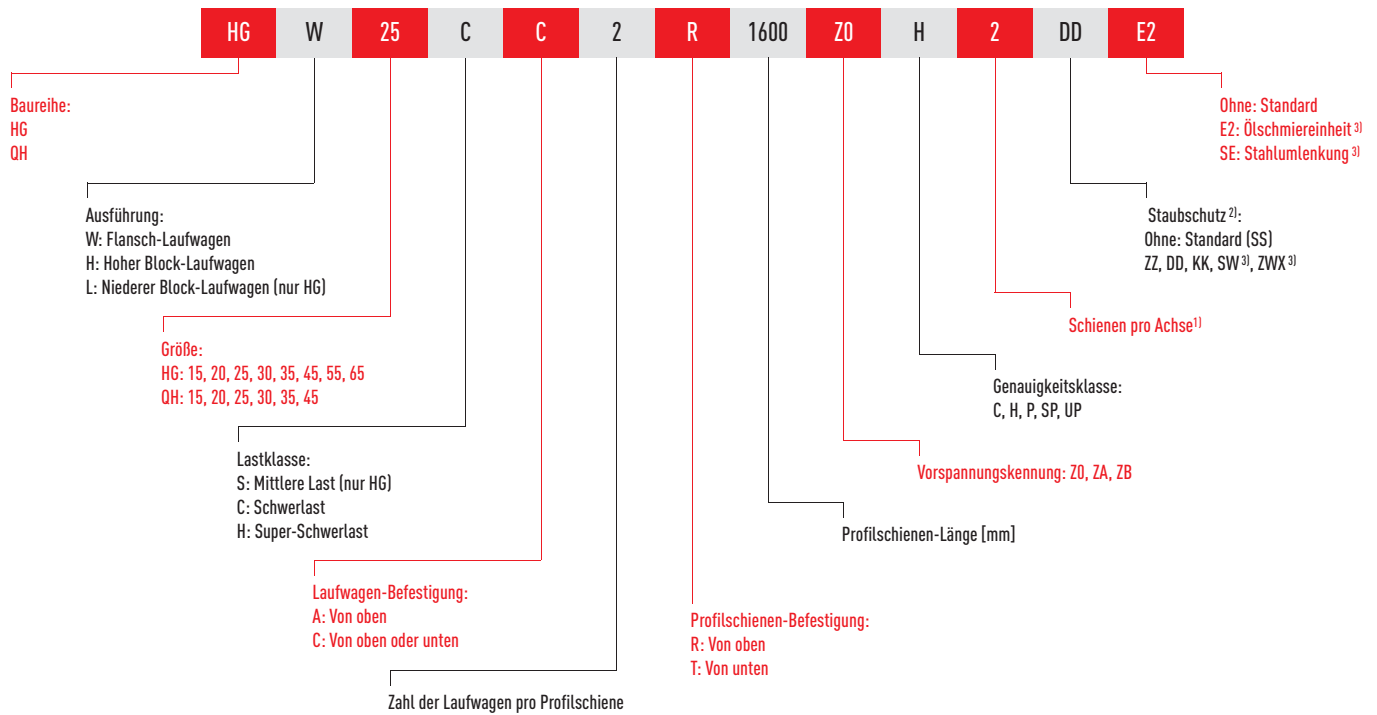 HG W 25 C C 2 R 1600 Z0 H 2 DD E2
Baureihe:
HG
QH
Ausführung:
W: Flansch-Laufwagen
H: Hoher Block-Laufwagen
L: Niederer Block-Laufwagen (nur HG)
Größe:
HG: 15, 20, 25, 30, 35, 45, 55, 65
QH: 15, 20, 25, 30, 35, 45
Lastklasse:
S: Mittlere Last (nur HG)
C: Schwerlast
H: Super-Schwerlast
Laufwagen-Befestigung:
A: Von oben
C: Von oben oder unten
Zahl der Laufwagen pro Profilschiene
Profilschienen-Befestigung:
R: Von oben
T: Von unten
Profilschienen-Länge [mm]
Vorspannungskennung: Z0, ZA, ZB
Genauigkeitsklasse:
C, H, P, SP, UP
Schienen pro Achse1)
Staubschutz 2):
Ohne: Standard (SS)
ZZ, DD, KK, SW 3), ZWX 3)
Ohne: Standard
E2: Ölschmiereinheit 3)
SE: Stahlumlenkung 3)